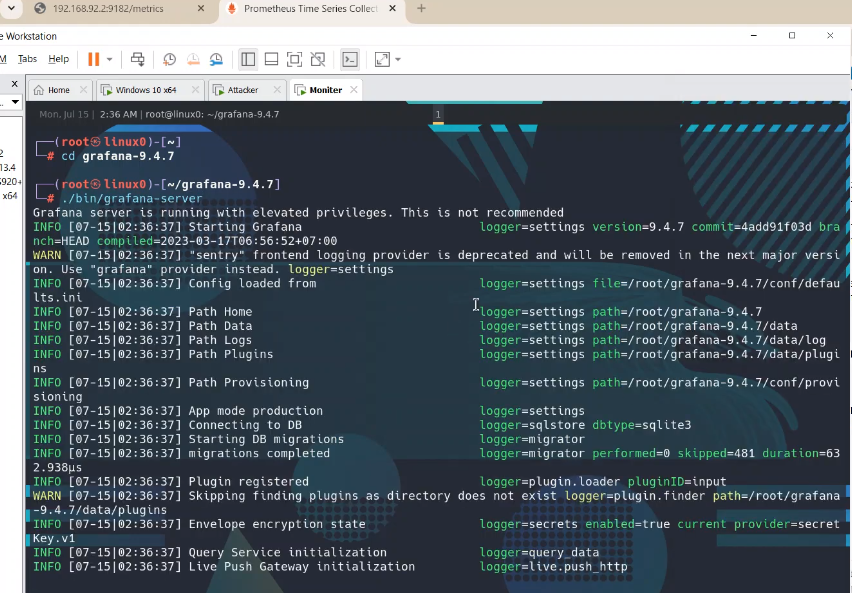 192.168.92.2:9182/metrics
Prometheus Time Series Collec
e Workstation
M Tabs Help
Home Windows 10 x64 Attacker Moniter
Mon, Jul 15 | 2:36 AM | root@linux0: ~/grafana-9.4.7 1
2
13.4
S920+
x64
(root㉿linux0)-[~]
# cd grafana-9.4.7
(root㉿linux0)-[~/grafana-9.4.7]
# ./bin/grafana-server
Grafana server is running with elevated privileges. This is not recommended
INFO [07-15|02:36:37] Starting Grafana logger=settings version=9.4.7 commit=4add91f03d bra
nch=HEAD compiled=2023-03-17T06:56:52+07:00
WARN [07-15|02:36:37] "sentry" frontend logging provider is deprecated and will be removed in the next major versi
on. Use "grafana" provider instead. logger=settings
INFO [07-15|02:36:37] Config loaded from logger=settings file=/root/grafana-9.4.7/conf/defau
lts.ini
INFO [07-15|02:36:37] Path Home logger=settings path=/root/grafana-9.4.7
INFO [07-15|02:36:37] Path Data logger=settings path=/root/grafana-9.4.7/data
INFO [07-15|02:36:37] Path Logs logger=settings path=/root/grafana-9.4.7/data/log
INFO [07-15|02:36:37] Path Plugins logger=settings path=/root/grafana-9.4.7/data/plugi
ns
INFO [07-15|02:36:37] Path Provisioning logger=settings path=/root/grafana-9.4.7/conf/provi
sioning
INFO [07-15|02:36:37] App mode production logger=settings
INFO [07-15|02:36:37] Connecting to DB logger=sqlstore dbtype=sqlite3
INFO [07-15|02:36:37] Starting DB migrations logger=migrator
INFO [07-15|02:36:37] migrations completed logger=migrator performed=0 skipped=481 duration=63
2.938µs
INFO [07-15|02:36:37] Plugin registered logger=plugin.loader pluginID=input
WARN [07-15|02:36:37] Skipping finding plugins as directory does not exist logger=plugin.finder path=/root/grafana
-9.4.7/data/plugins
INFO [07-15|02:36:37] Envelope encryption state logger=secrets enabled=true current provider=secret
Key.v1
INFO [07-15|02:36:37] Query Service initialization logger=query_data
INFO [07-15|02:36:37] Live Push Gateway initialization logger=live.push_http